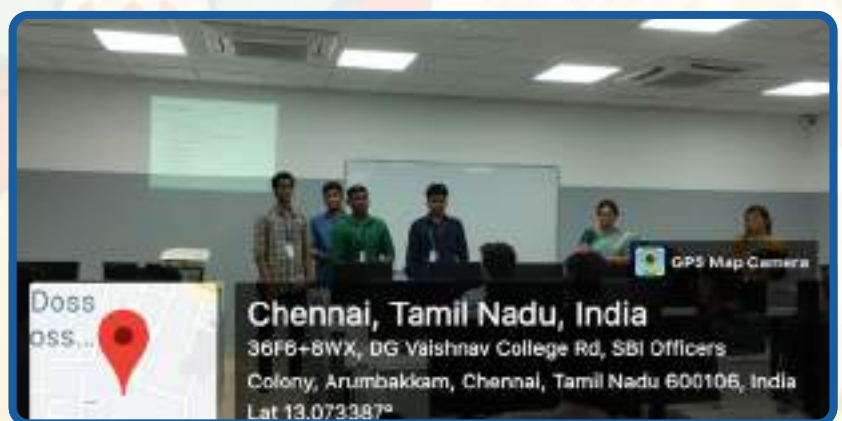 GPS Map Camera
Doss
oss...
Chennai, Tamil Nadu, India
36F6+8WX, DG Vaishnav College Rd, SBI Officers
Colony, Arumbakkam, Chennai, Tamil Nadu 600106, India
Lat 13.073387°